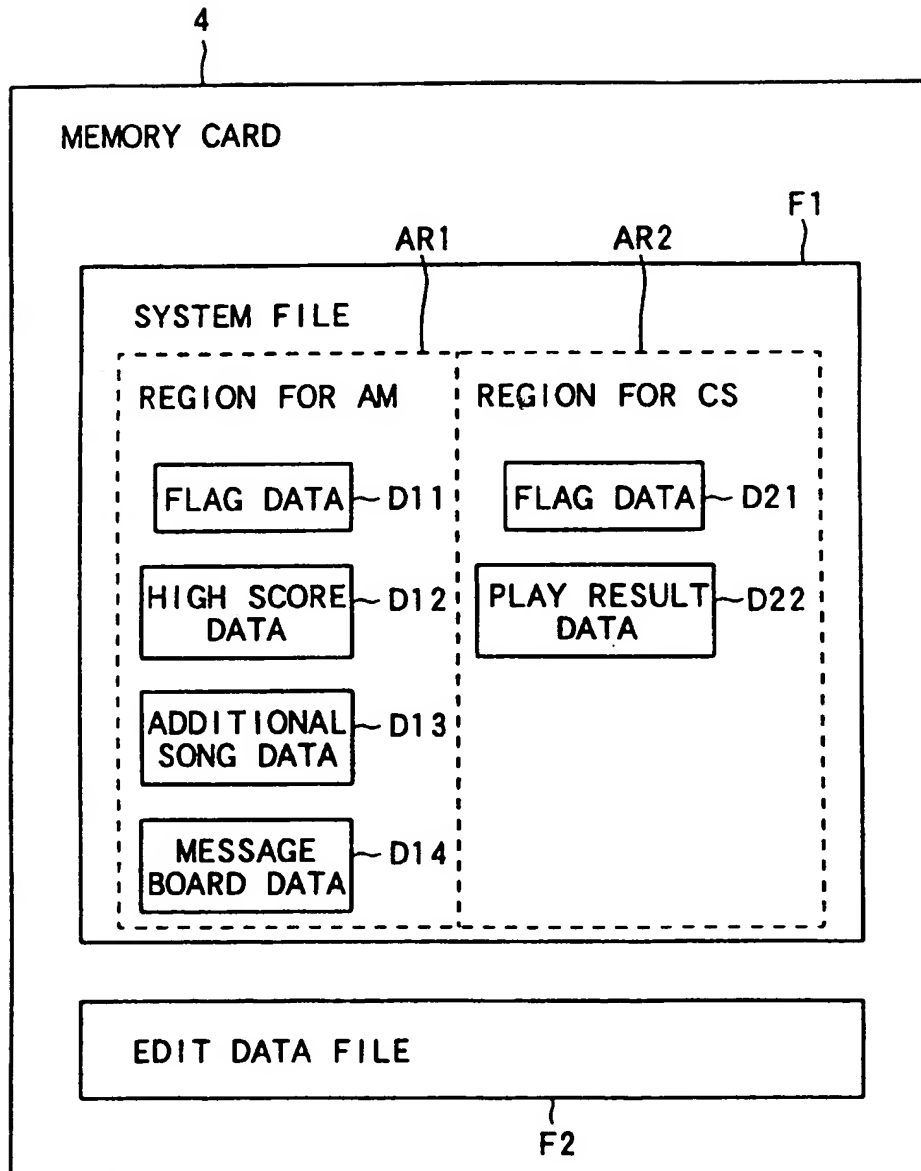 4
MEMORY CARD
F1
AR1
AR2
SYSTEM FILE
REGION FOR AM
REGION FOR CS
FLAG DATA
D11
FLAG DATA
D21
HIGH SCORE
DATA
D12
PLAY RESULT
DATA
D22
ADDITIONAL
SONG DATA
D13
MESSAGE
BOARD DATA
D14
EDIT DATA FILE
F2